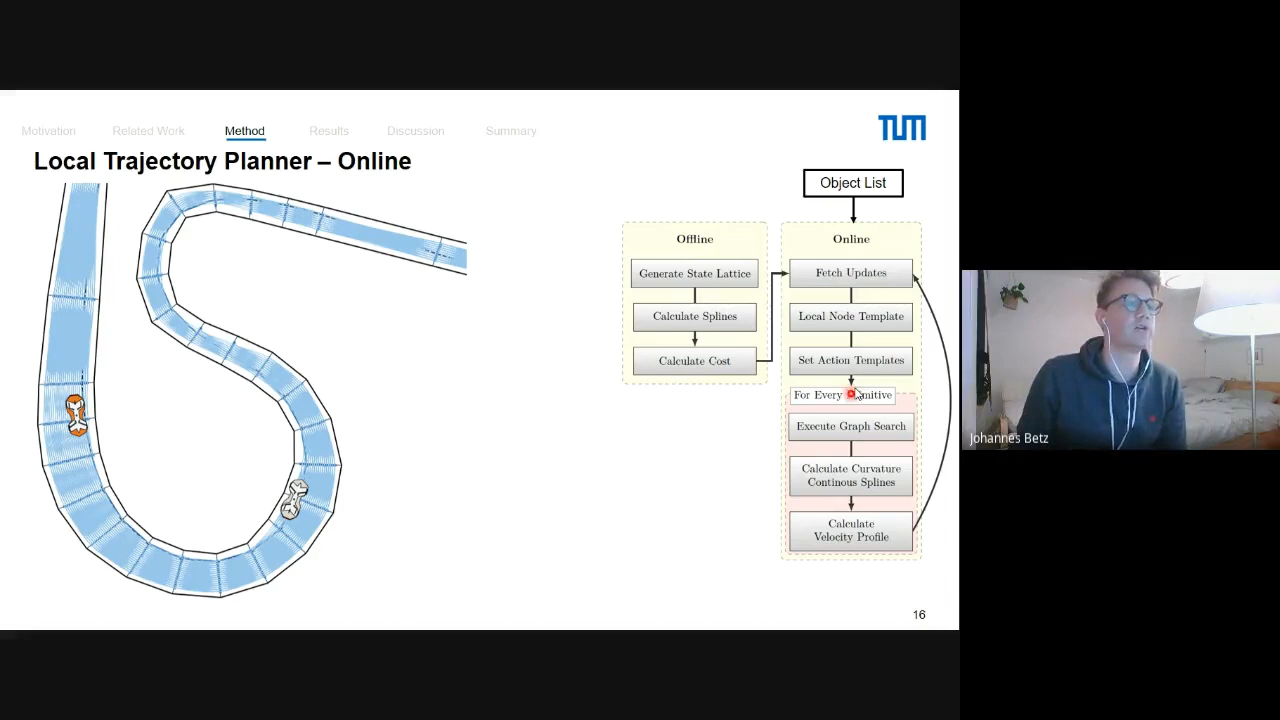 Motivation Related Work Method Results Discussion Summary
TUM
Local Trajectory Planner – Online
Object List
Offline
Generate State Lattice
Calculate Splines
Calculate Cost
Online
Fetch Updates
Local Node Template
Set Action Templates
For Every
Execute Graph Search
Calculate Curvature
Continous Splines
Calculate
Velocity Profile
Johannes Betz
16